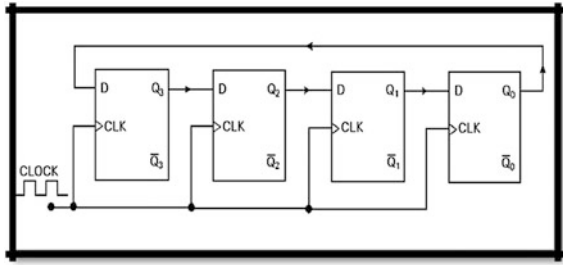 D Q₃ D Q₂ D Q₁ D Q₀
CLK CLK CLK CLK
Q̅₃ Q̅₂ Q̅₁ Q̅₀
CLOCK